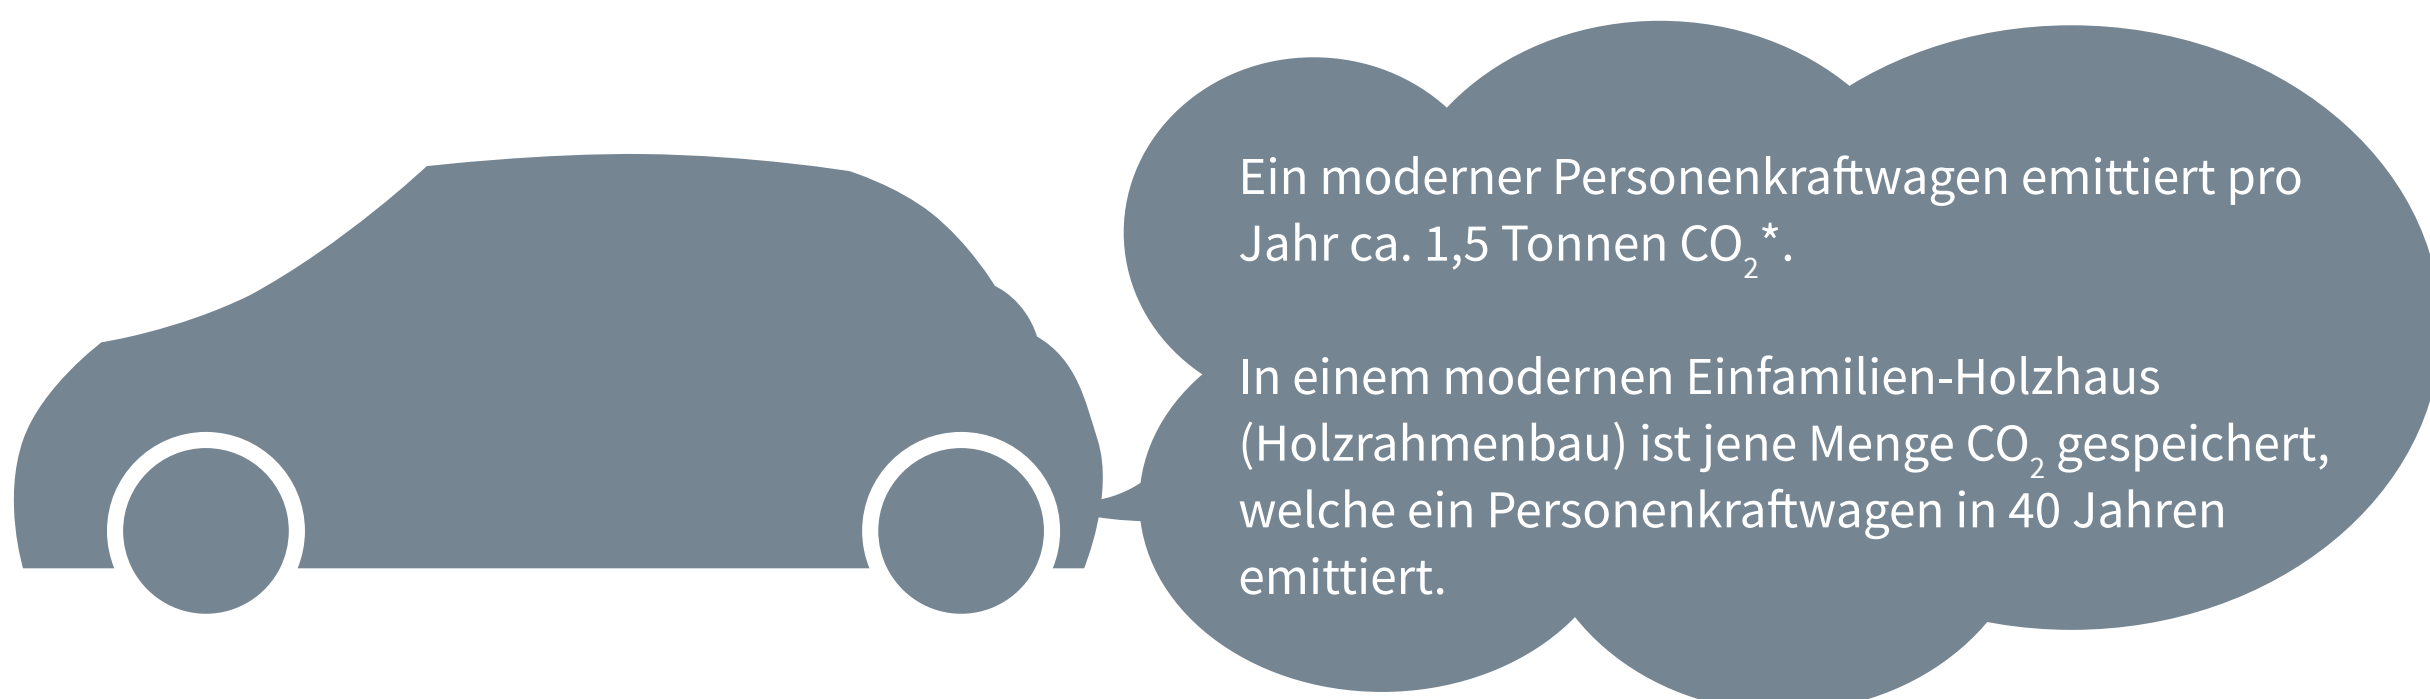 Ein moderner Personenkraftwagen emittiert pro
Jahr ca. 1,5 Tonnen CO₂*.
In einem modernen Einfamilien-Holzhaus
(Holzrahmenbau) ist jene Menge CO₂ gespeichert,
welche ein Personenkraftwagen in 40 Jahren
emittiert.